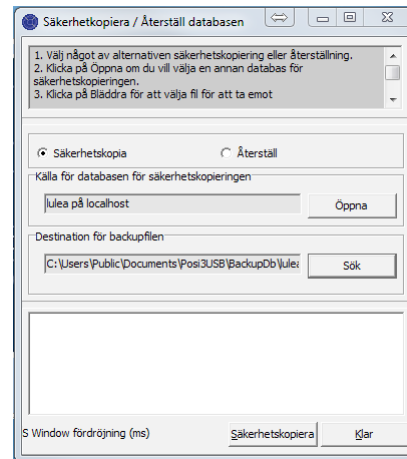 Säkerhetkopiera / Återställ databasen
1. Välj något av alternativen säkerhetskopiering eller återställning.
2. Klicka på Öppna om du vill välja en annan databas för
säkerhetskopieringen.
3. Klicka på Bläddra för att välja fil för att ta emot
Säkerhetskopia Återställ
Källa för databasen för säkerhetskopieringen
lulea på localhost Öppna
Destination för backupfilen
C:\Users\Public\Documents\Posi3USB\BackupDb\lulea Sök
S Window fördröjning (ms) Säkerhetskopiera Klar